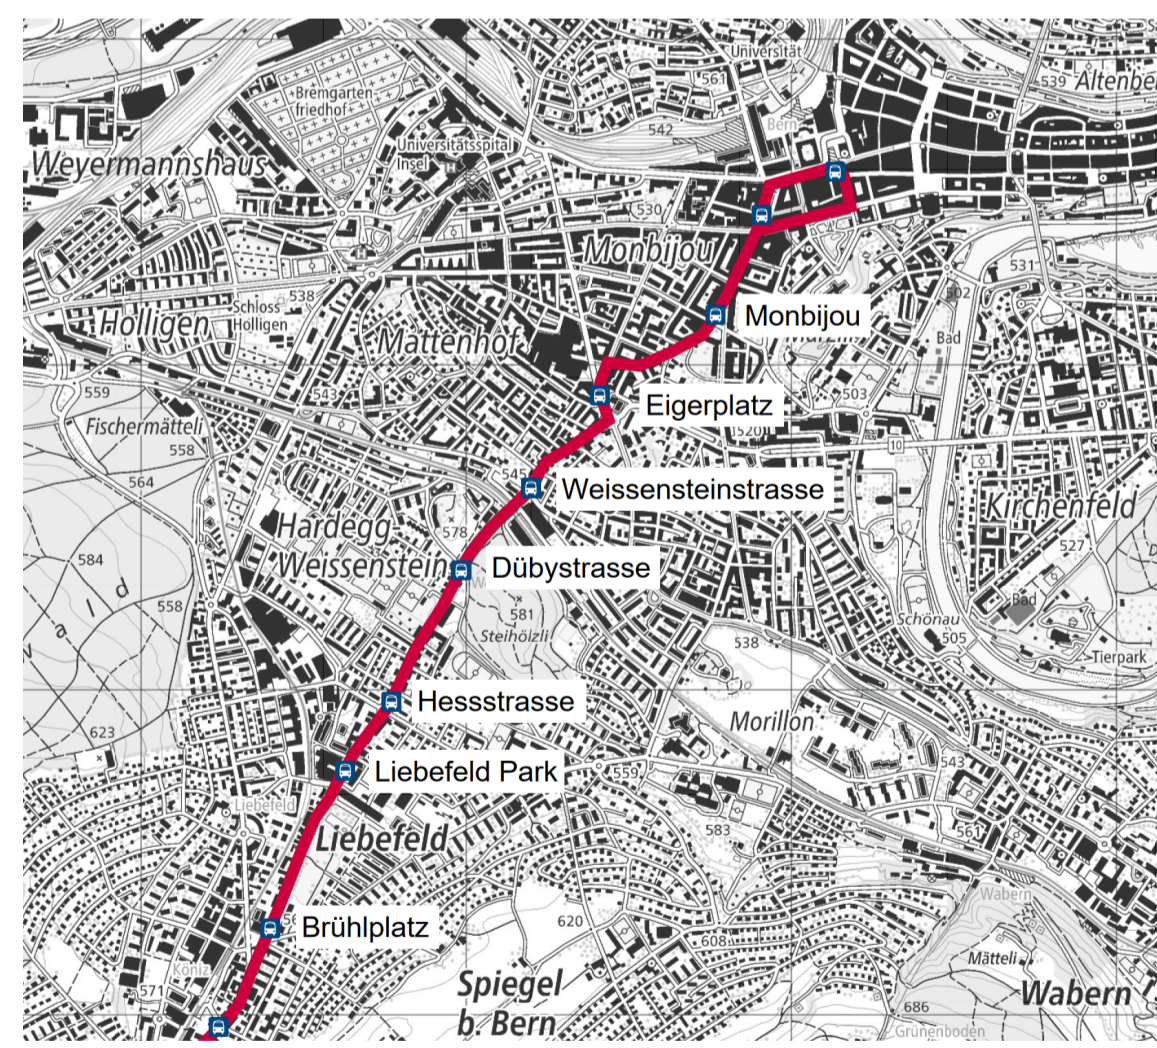 Universität
561
539
Altenbe
Bremgarten-
friedhof
542
Bern
Universitätsspital
Insel
Weyermannshaus
530
Monbijou
H
531
502
Schloss
Holligen
538
Holligen
Monbijou
Mattenhof
Bad
559
543
503
Eigerplatz
Fischermätteli
520
558
10
545
564
Weissensteinstrasse
Kirchenfeld
Hardegg
578
527
Weissenstein
584
Dübystrasse
a l d
558
581
Bad
Steihölzli
Schönau
505
538
Tierpark
Hessstrasse
623
Morillon
559
543
Liebefeld Park
Liebefeld
583
561
Liebefeld
Wabern
620
Brühlplatz
608
Köniz
Mätteli
571
Spiegel
b. Bern
Wabern
686
Grünenboden